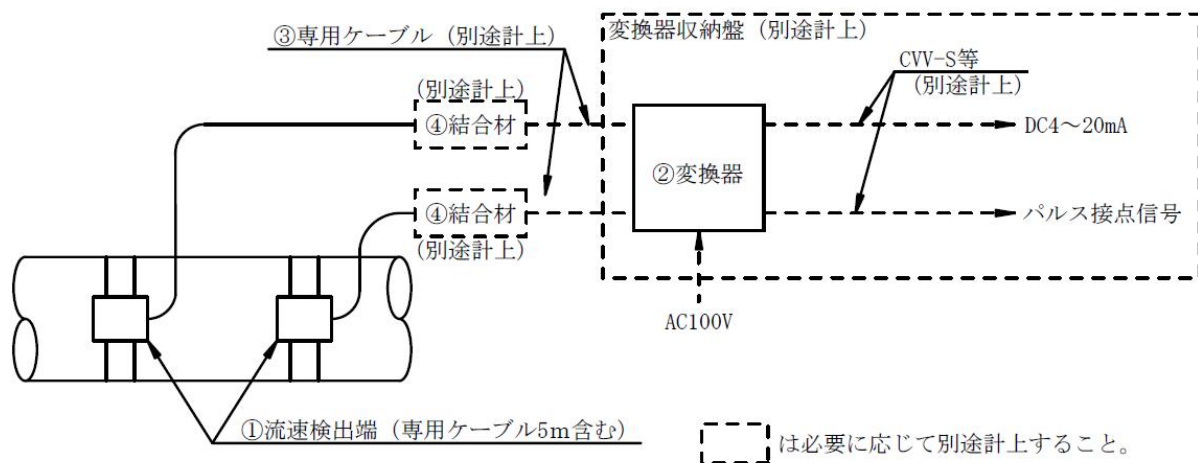 ③専用ケーブル（別途計上）
変換器収納盤（別途計上）
CVV-S等
（別途計上）
（別途計上）
④結合材
DC4～20mA
②変換器
④結合材
パルス接点信号
（別途計上）
AC100V
①流速検出端（専用ケーブル5m含む）
は必要に応じて別途計上すること。